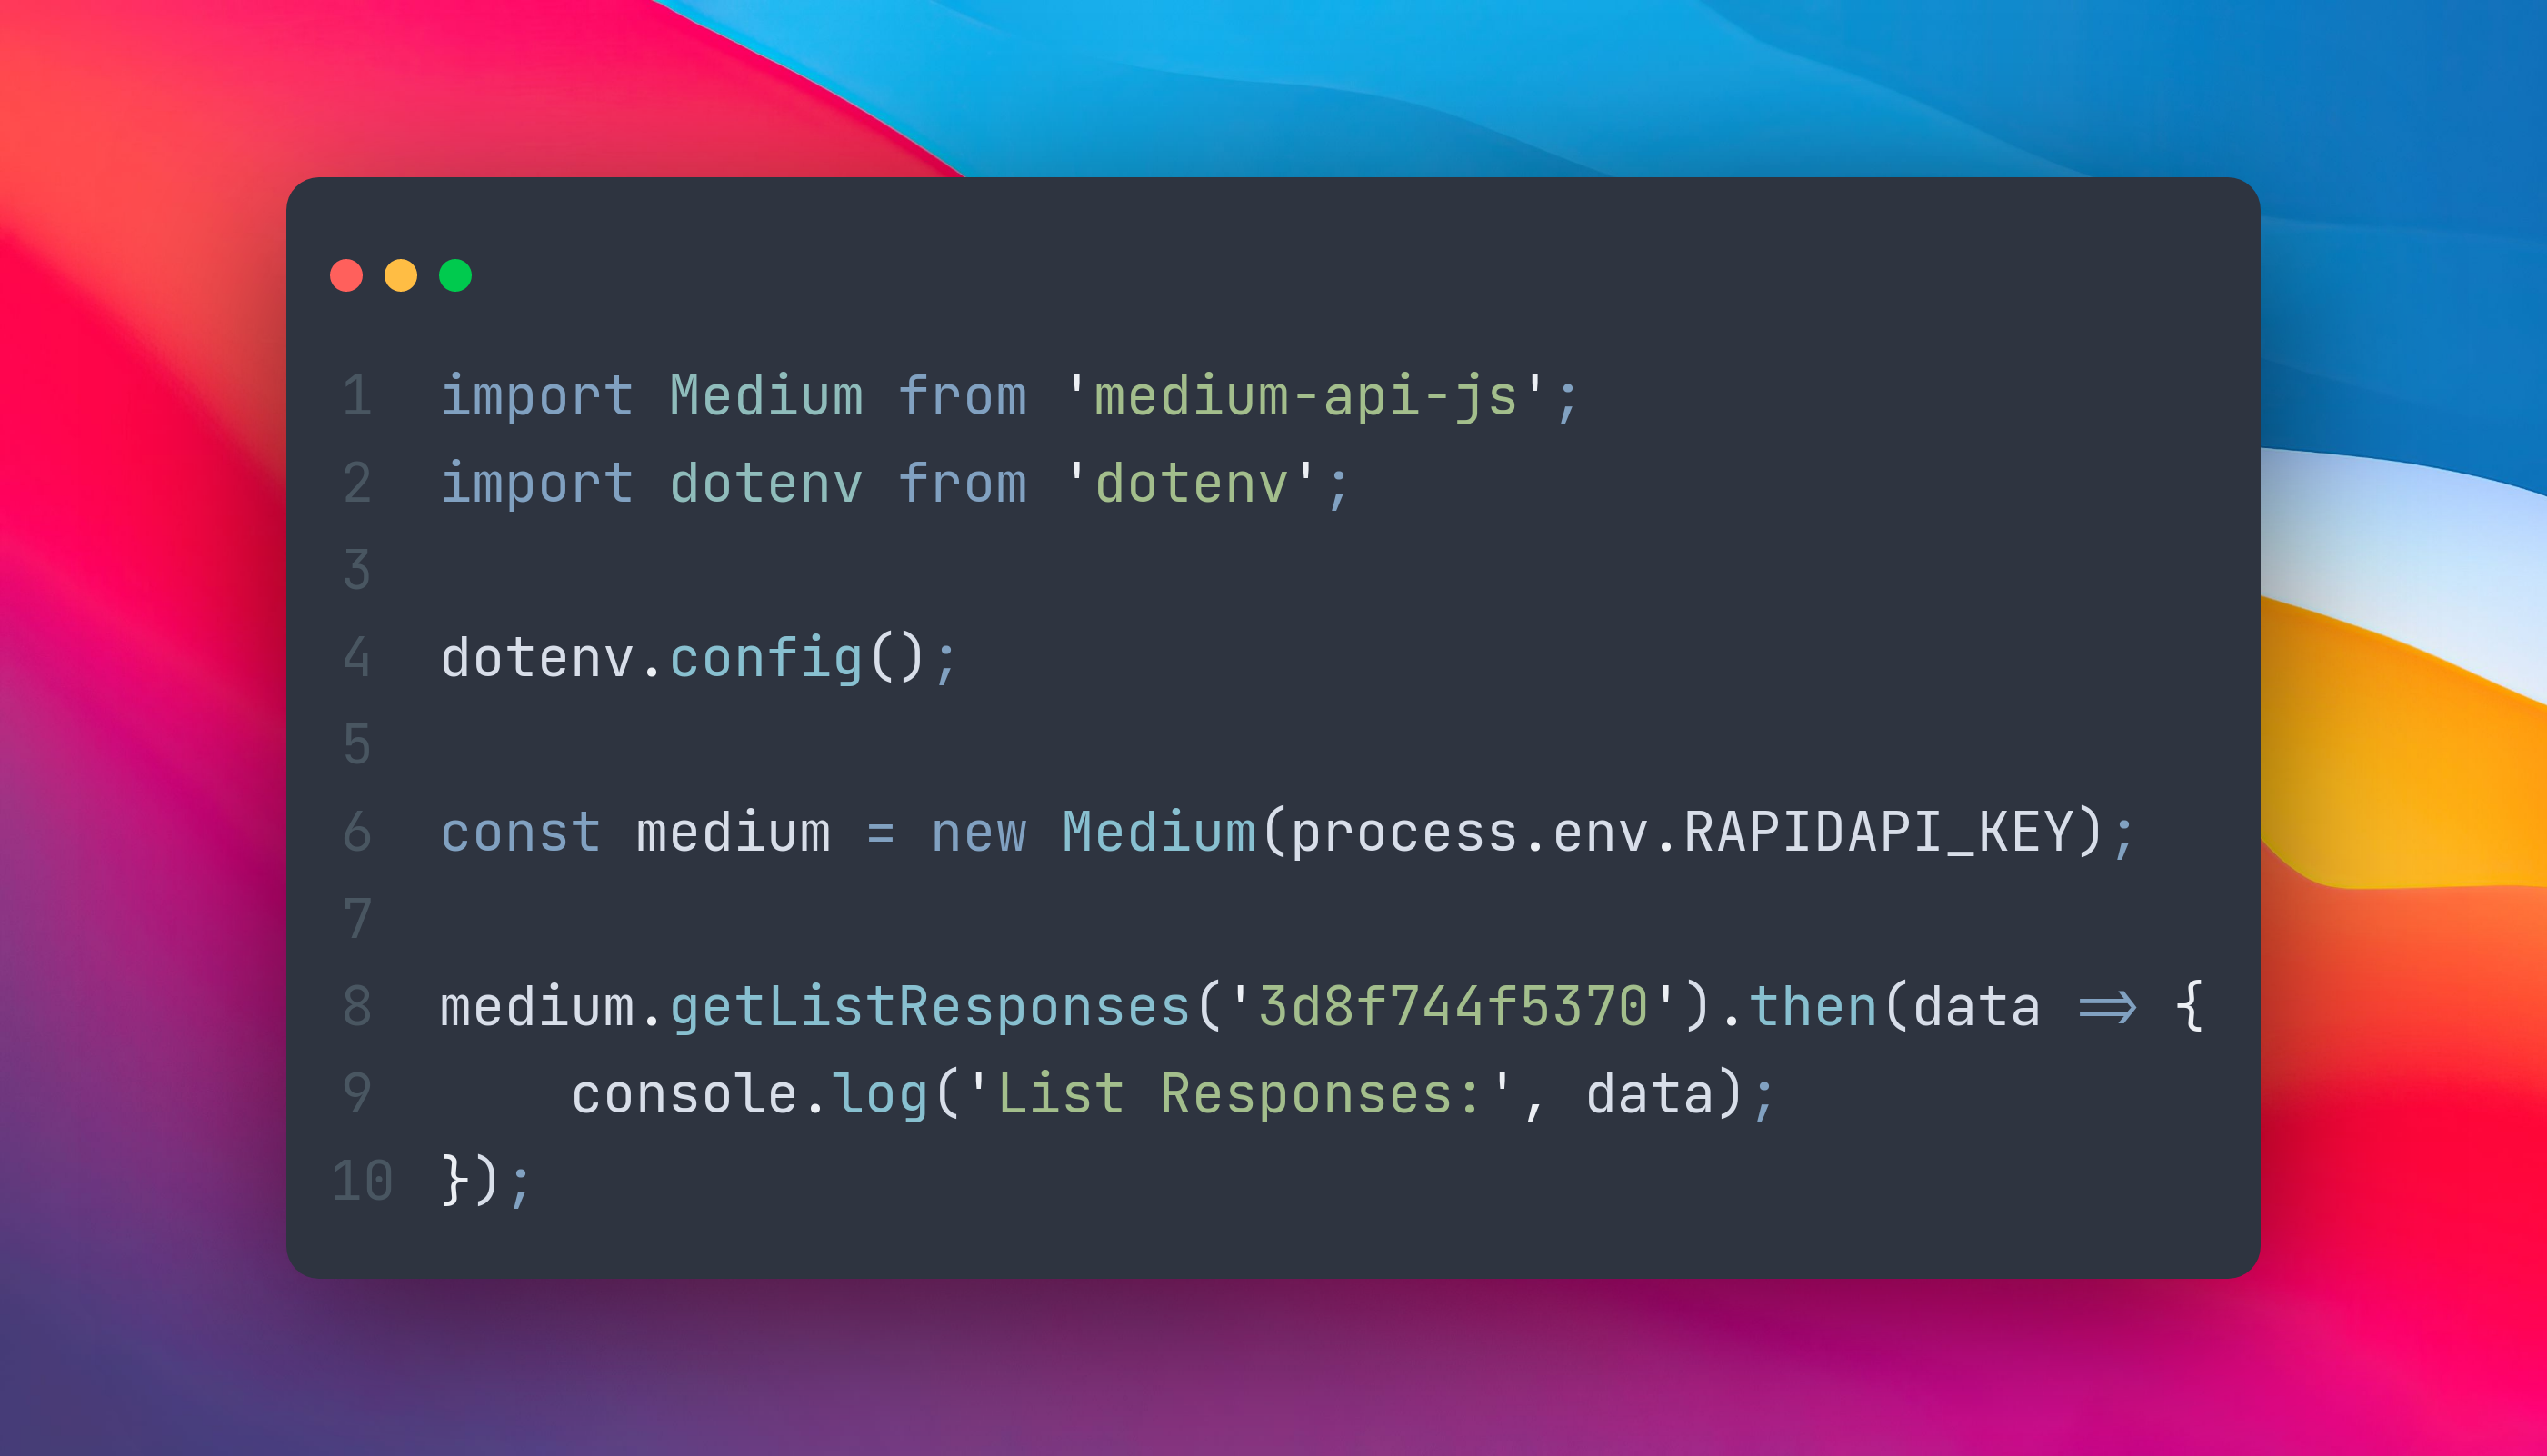 1 import Medium from 'medium-api-js';
2 import dotenv from 'dotenv';
3
4 dotenv.config();
5
6 const medium = new Medium(process.env.RAPIDAPI_KEY);
7
8 medium.getListResponses('3d8f744f5370').then(data => {
9     console.log('List Responses:', data);
10 });